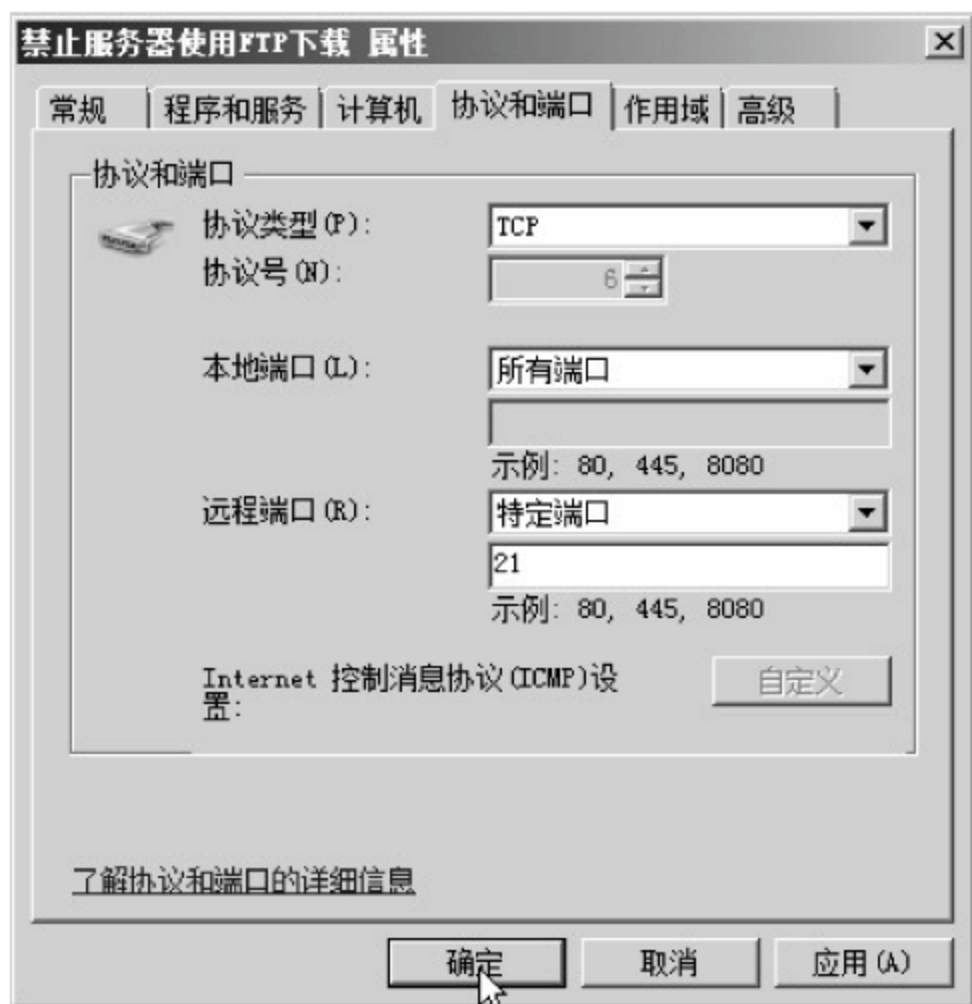 禁止服务器使用FTP下载 属性
常规 程序和服务 计算机 协议和端口 作用域 高级
协议和端口
协议类型(P): TCP
协议号(N): 6
本地端口(L): 所有端口
示例: 80, 445, 8080
远程端口(R): 特定端口
21
示例: 80, 445, 8080
Internet 控制消息协议(ICMP)设
置: 自定义
了解协议和端口的详细信息
确定 取消 应用(A)